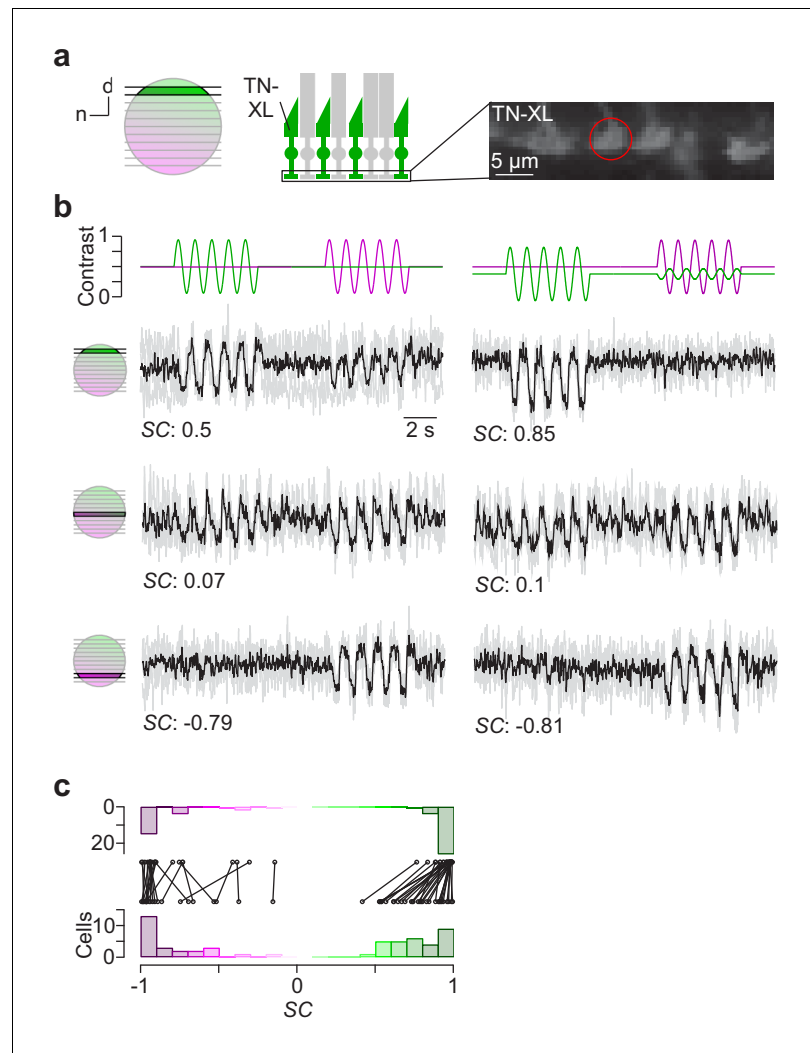 a
d
n
TN-
XL
TN-XL
5 µm
b
Contrast
1
0
SC: 0.5
2 s
SC: 0.85
SC: 0.07
SC: 0.1
SC: -0.79
SC: -0.81
c
0
20
Cells
10
0
-1
0
1
SC